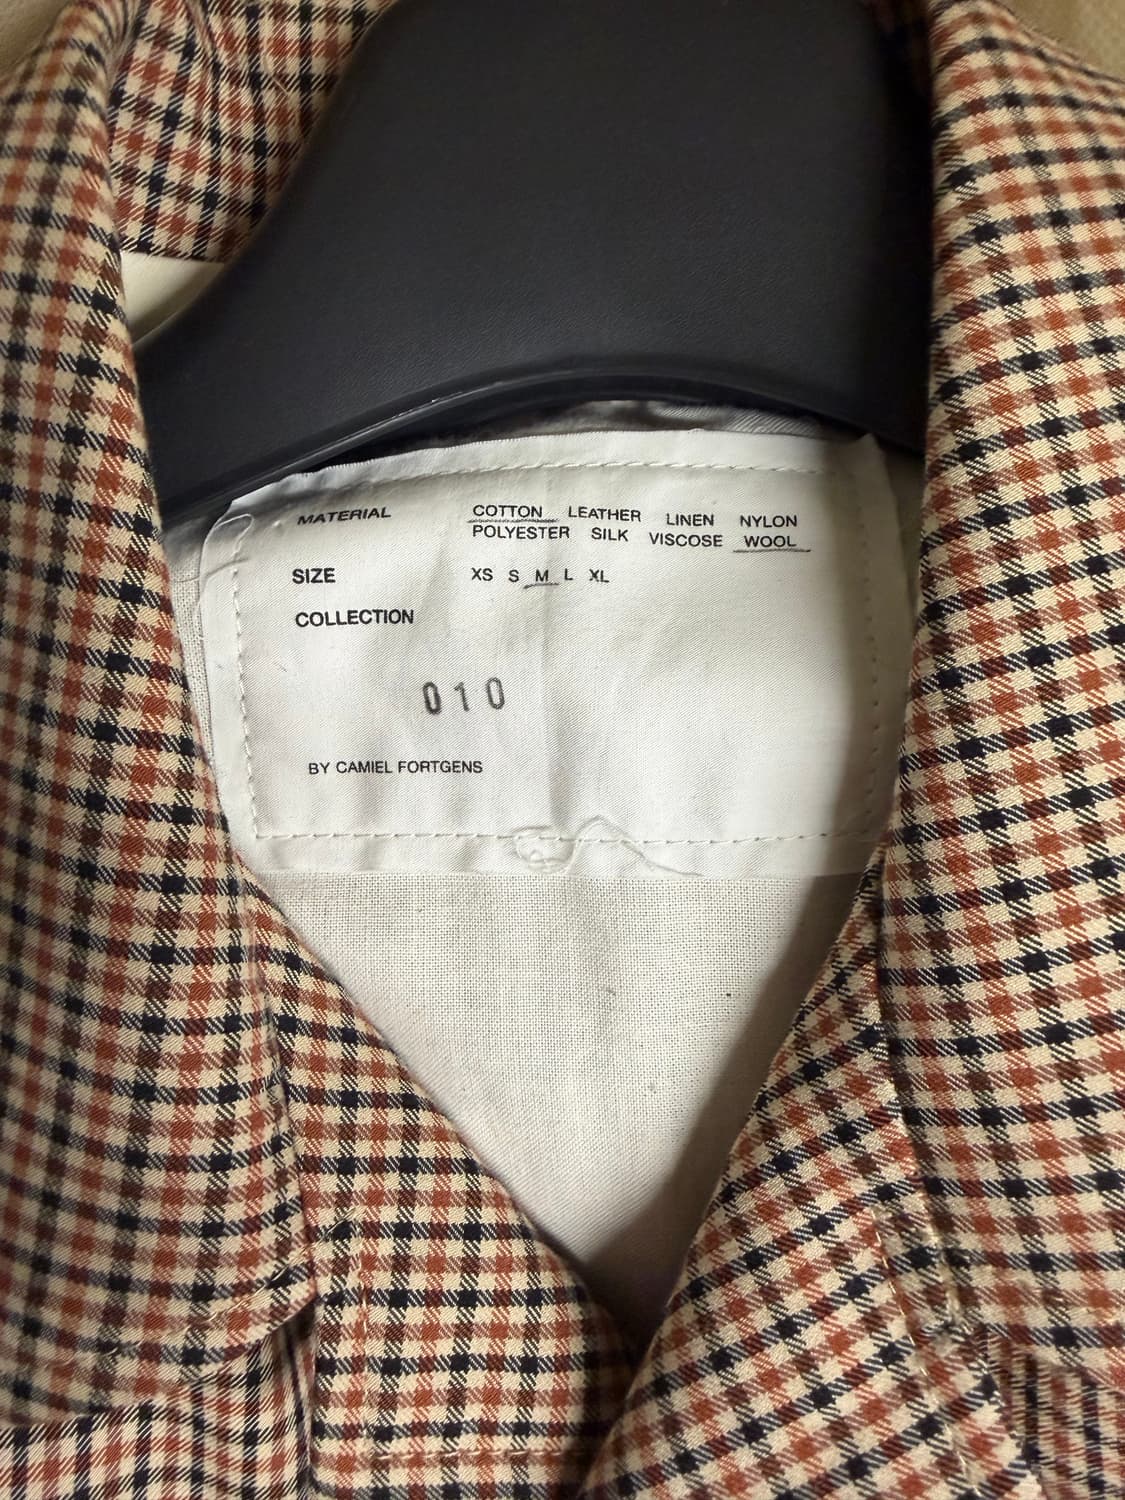 MATERIAL COTTON LEATHER LINEN NYLON
POLYESTER SILK VISCOSE WOOL
SIZE XS S M L XL
COLLECTION
010
BY CAMIEL FORTGENS